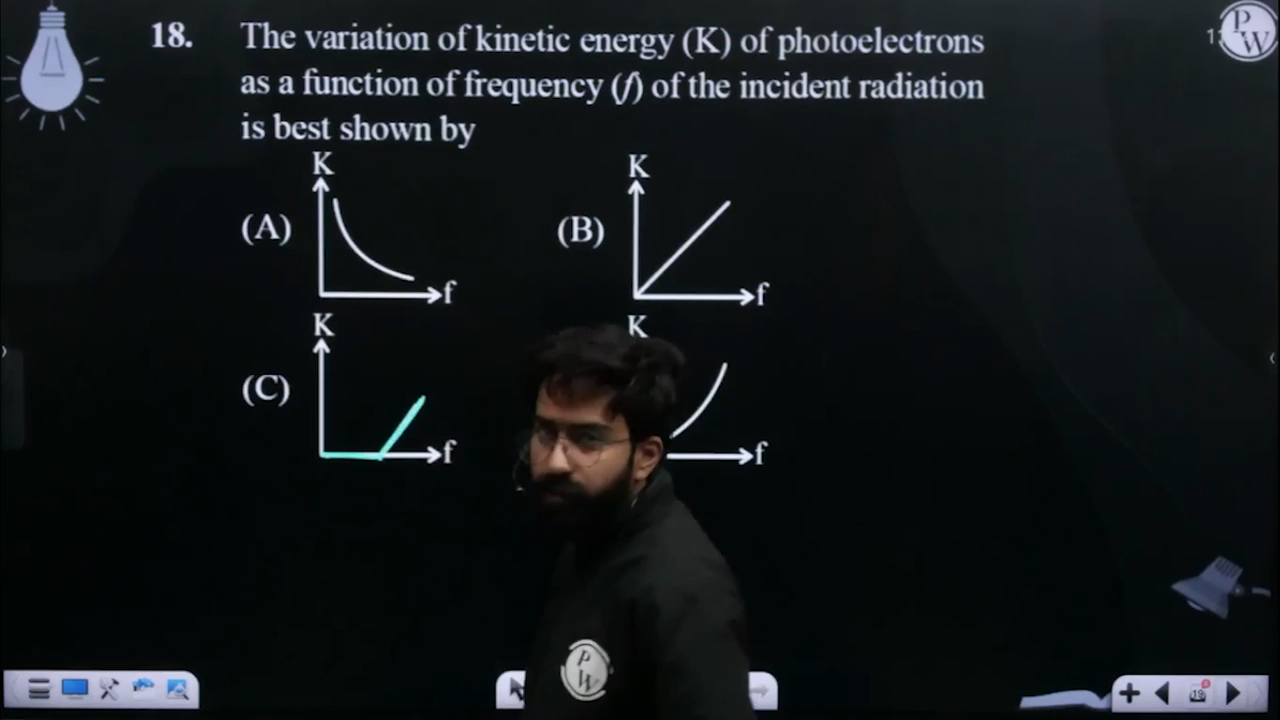 18. The variation of kinetic energy (K) of photoelectrons
as a function of frequency (f) of the incident radiation
is best shown by
(A) K f
(B) K f
(C) K f
K f
P W
P W
19